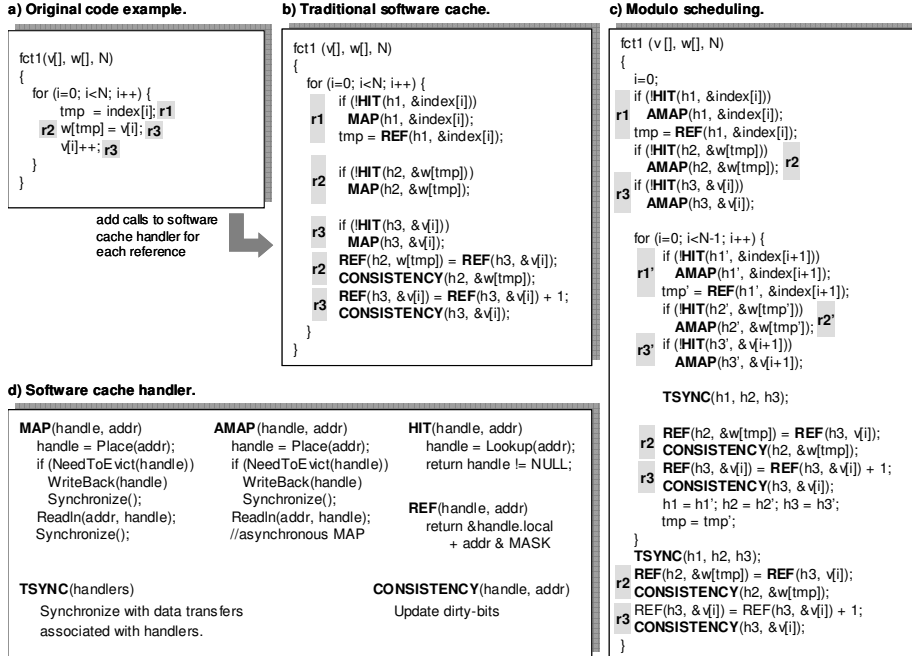 a) Original code example.
fct1(v[], w[], N)
{
for (i=0; i<N; i++) {
tmp = index[i]; r1
r2 w[tmp] = v[i]; r3
v[i]++; r3
}
}
add calls to software
cache handler for
each reference
b) Traditional software cache.
fct1 (v[], w[], N)
{
for (i=0; i<N; i++) {
if (!HIT(h1, &index[i]))
r1 MAP(h1, &index[i]);
tmp = REF(h1, &index[i]);
if (!HIT(h2, &w[tmp]))
r2 MAP(h2, &w[tmp]);
r3 if (!HIT(h3, &v[i]))
MAP(h3, &v[i]);
r2 REF(h2, w[tmp]) = REF(h3, &v[i]);
CONSISTENCY(h2, &w[tmp]);
r3 REF(h3, &v[i]) = REF(h3, &v[i]) + 1;
CONSISTENCY(h3, &v[i]);
}
}
c) Modulo scheduling.
fct1 (v [], w[], N)
{
i=0;
if (!HIT(h1, &index[i]))
r1 AMAP(h1, &index[i]);
tmp = REF(h1, &index[i]);
if (!HIT(h2, &w[tmp]))
AMAP(h2, &w[tmp]); r2
r3 if (!HIT(h3, &v[i]))
AMAP(h3, &v[i]);
for (i=0; i<N-1; i++) {
if (!HIT(h1', &index[i+1]))
r1' AMAP(h1', &index[i+1]);
tmp' = REF(h1', &index[i+1]);
if (!HIT(h2', &w[tmp']))
AMAP(h2', &w[tmp']); r2'
r3' if (!HIT(h3', &v[i+1]))
AMAP(h3', &v[i+1]);
TSYNC(h1, h2, h3);
r2 REF(h2, &w[tmp]) = REF(h3, v[i]);
CONSISTENCY(h2, &w[tmp]);
r3 REF(h3, &v[i]) = REF(h3, &v[i]) + 1;
CONSISTENCY(h3, &v[i]);
h1 = h1'; h2 = h2'; h3 = h3';
tmp = tmp';
}
TSYNC(h1, h2, h3);
r2 REF(h2, &w[tmp]) = REF(h3, v[i]);
CONSISTENCY(h2, &w[tmp]);
r3 REF(h3, &v[i]) = REF(h3, &v[i]) + 1;
CONSISTENCY(h3, &v[i]);
}
d) Software cache handler.
MAP(handle, addr)
handle = Place(addr);
if (NeedToEvict(handle))
WriteBack(handle)
Synchronize();
ReadIn(addr, handle);
Synchronize();
AMAP(handle, addr)
handle = Place(addr);
if (NeedToEvict(handle))
WriteBack(handle)
Synchronize();
ReadIn(addr, handle);
//asynchronous MAP
HIT(handle, addr)
handle = Lookup(addr);
return handle != NULL;
REF(handle, addr)
return &handle.local
+ addr & MASK
TSYNC(handlers)
Synchronize with data transfers
associated with handlers.
CONSISTENCY(handle, addr)
Update dirty-bits